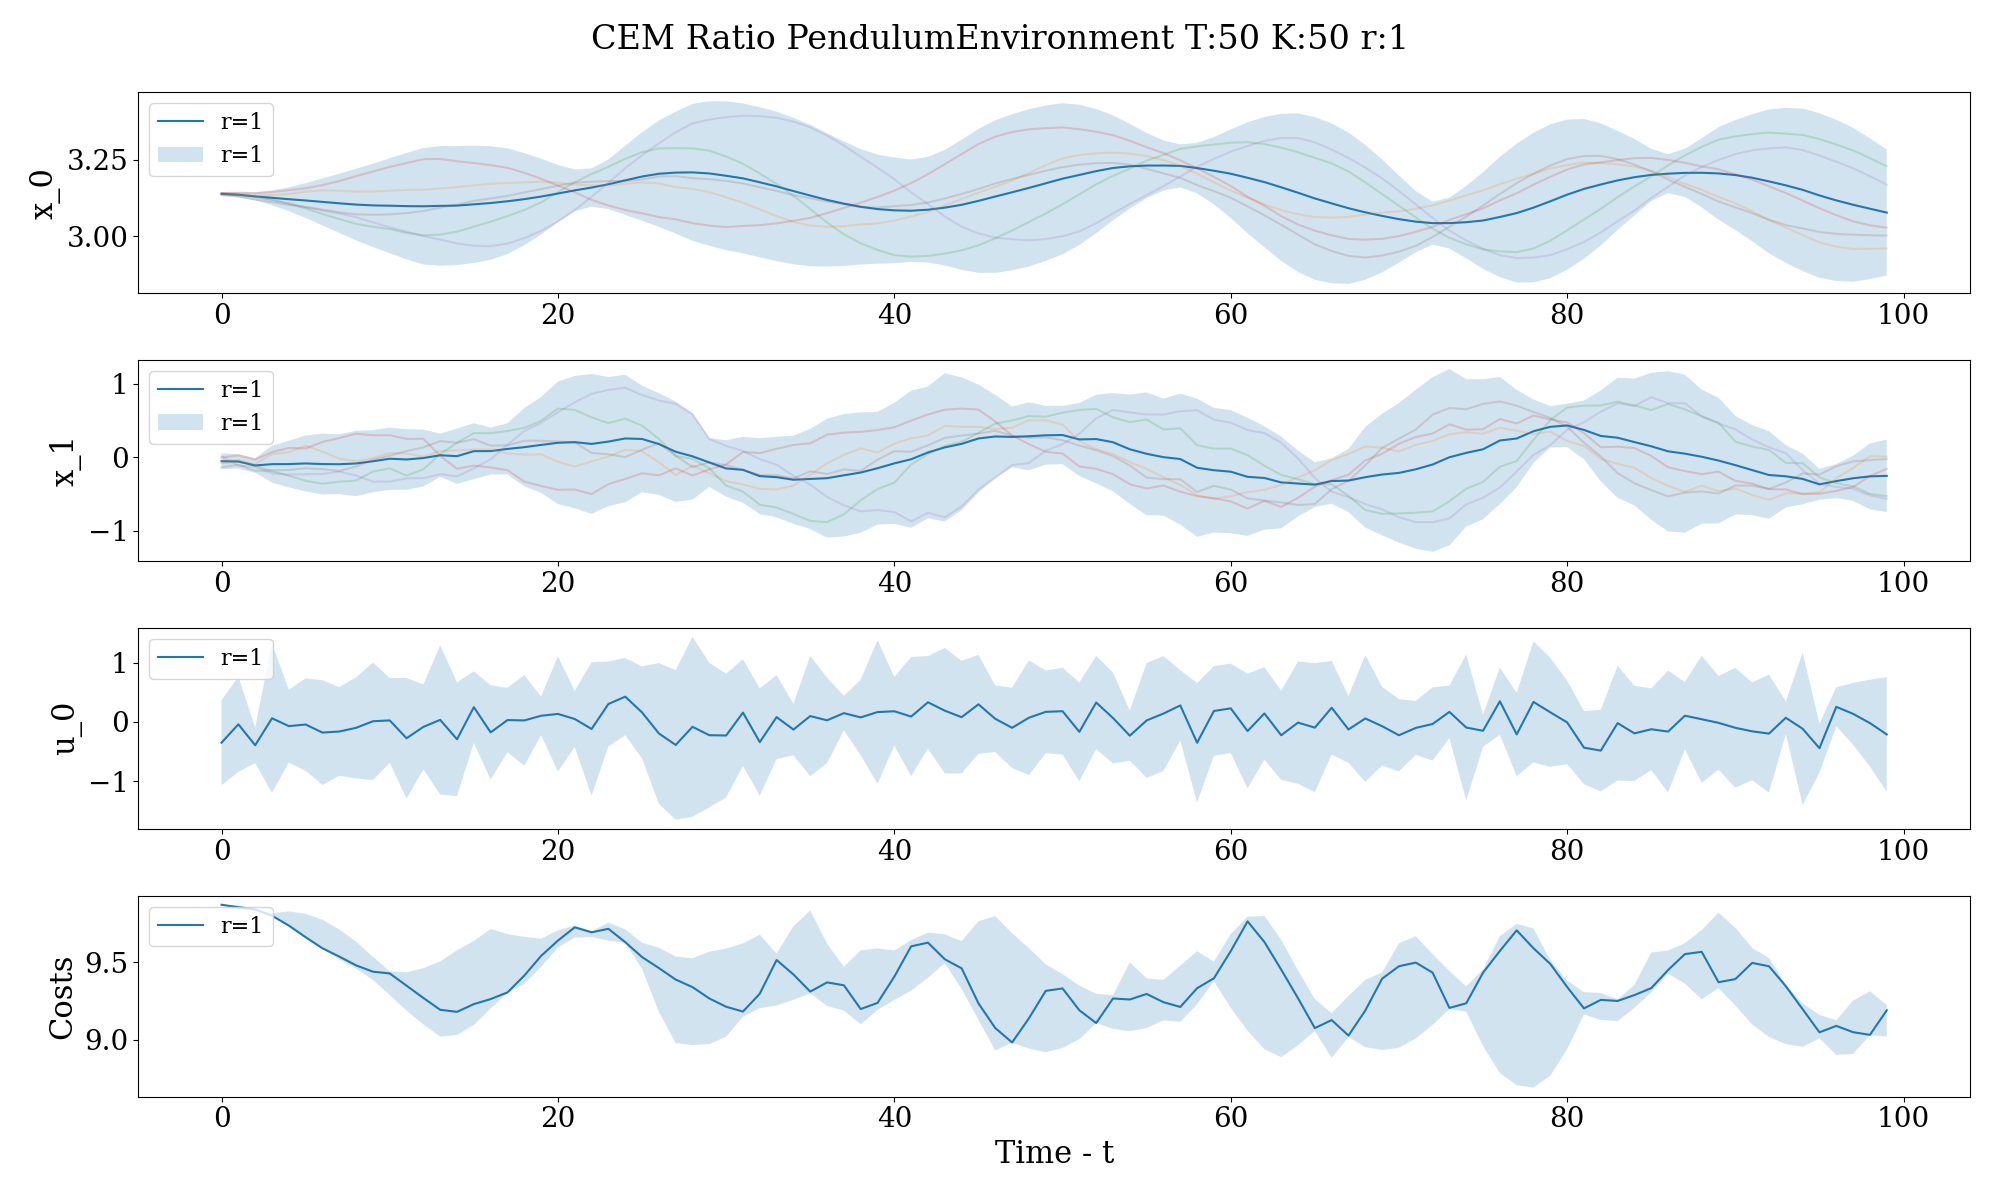 CEM Ratio PendulumEnvironment T:50 K:50 r:1
r=1
r=1
3.25
3.00
x_0
0 20 40 60 80 100
r=1
r=1
1
0
−1
x_1
0 20 40 60 80 100
r=1
1
0
−1
u_0
0 20 40 60 80 100
r=1
9.5
9.0
Costs
0 20 40 60 80 100
Time - t